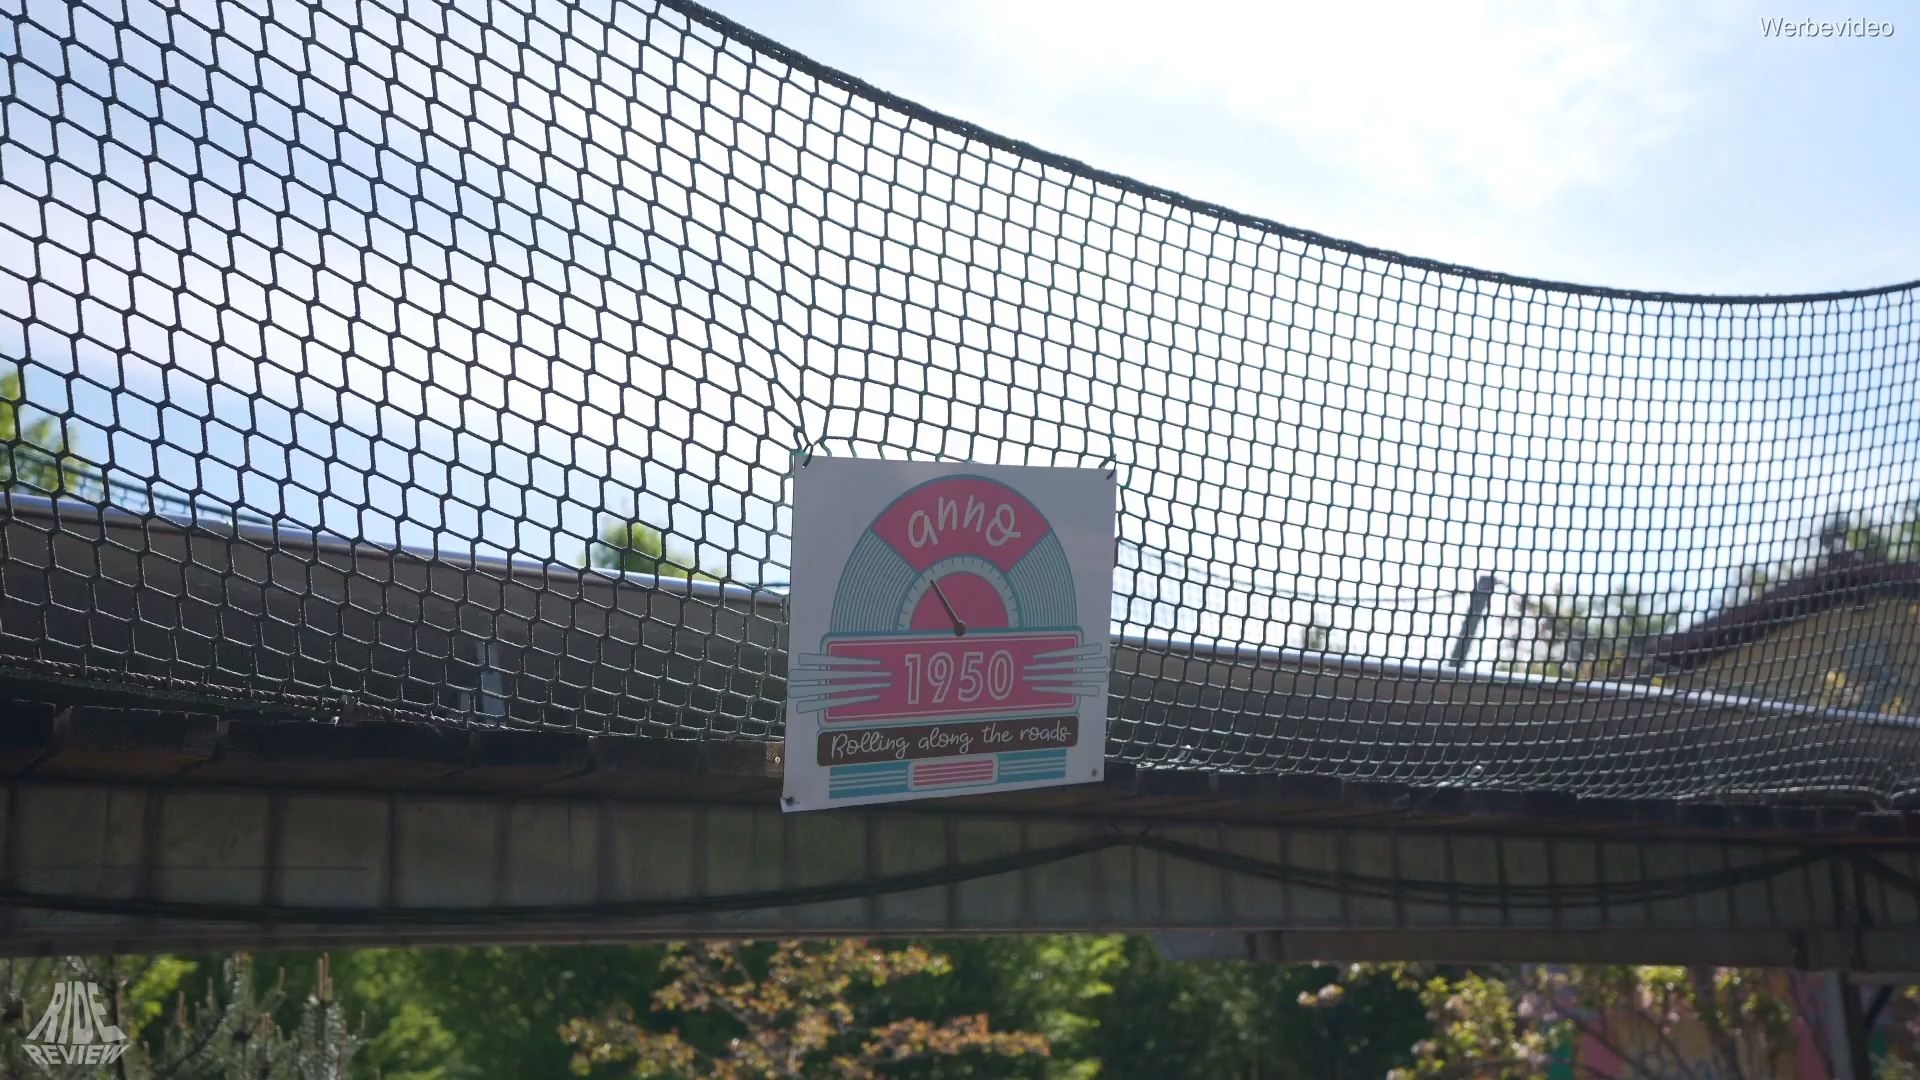 Werbevideo
anno
1950
Rolling along the roads
RIDE
REVIEW